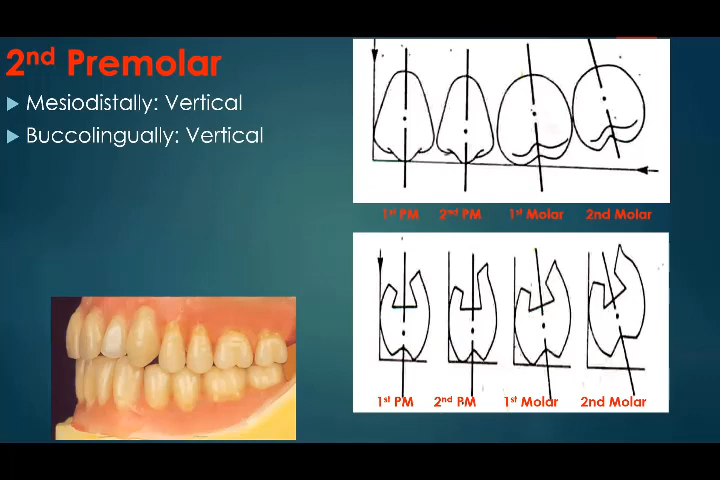 2nd Premolar
Mesiodistally: Vertical
Buccolingually: Vertical
1st PM 2nd PM 1st Molar 2nd Molar
1st PM 2nd PM 1st Molar 2nd Molar